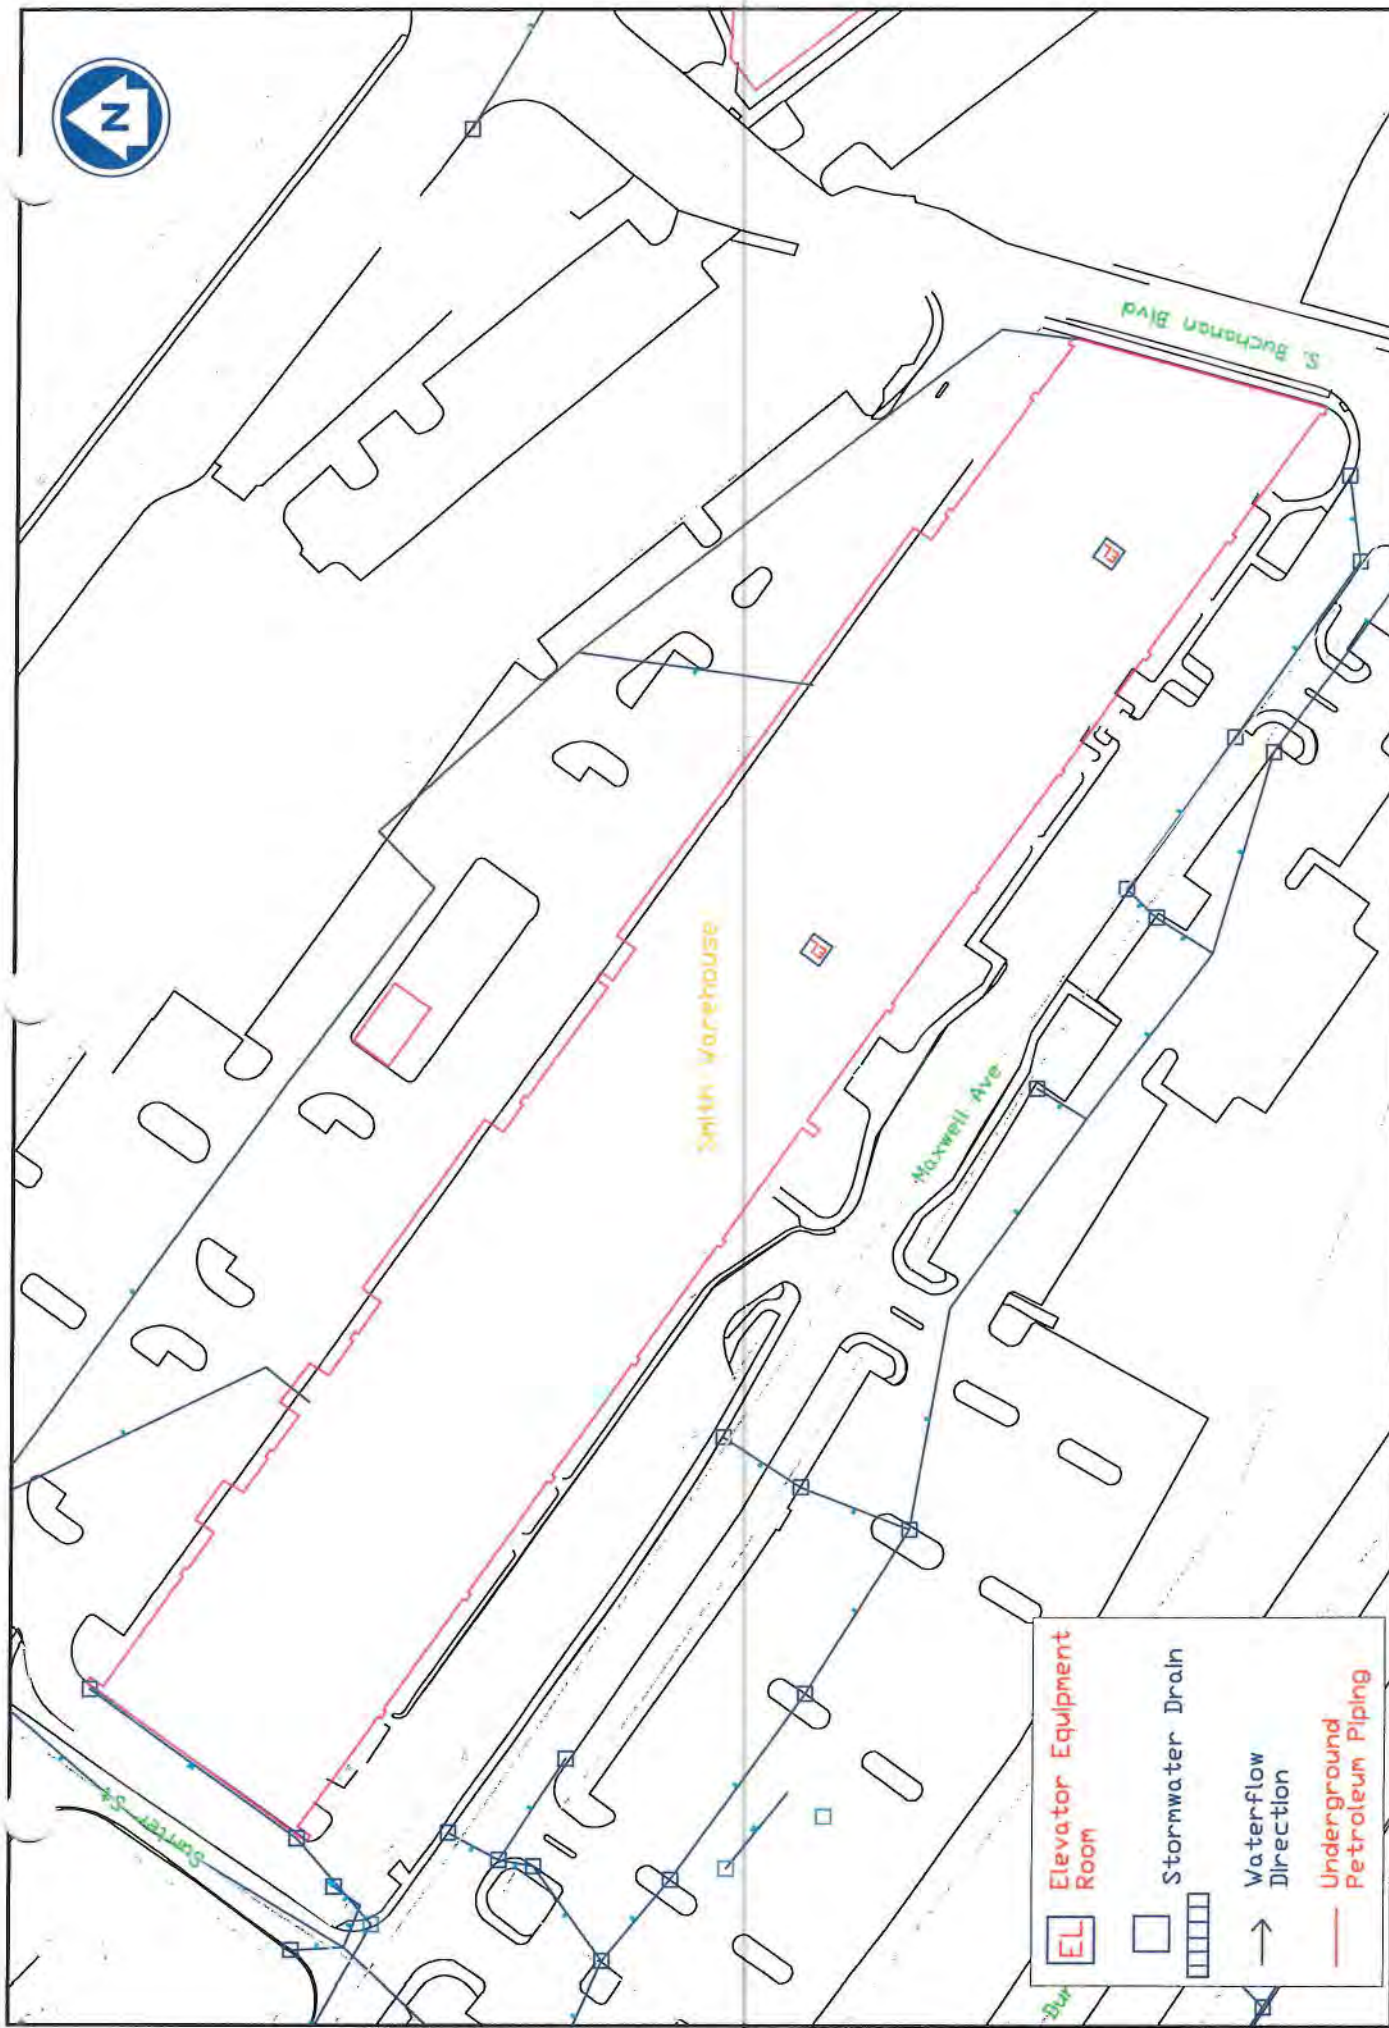 N
S. Buchanan Blvd
EL
Smith Warehouse
EL
Maxwell Ave
Sumter St
Dur
EL
Elevator Equipment
Room
Stormwater Drain
Waterflow
Direction
Underground
Petroleum Piping